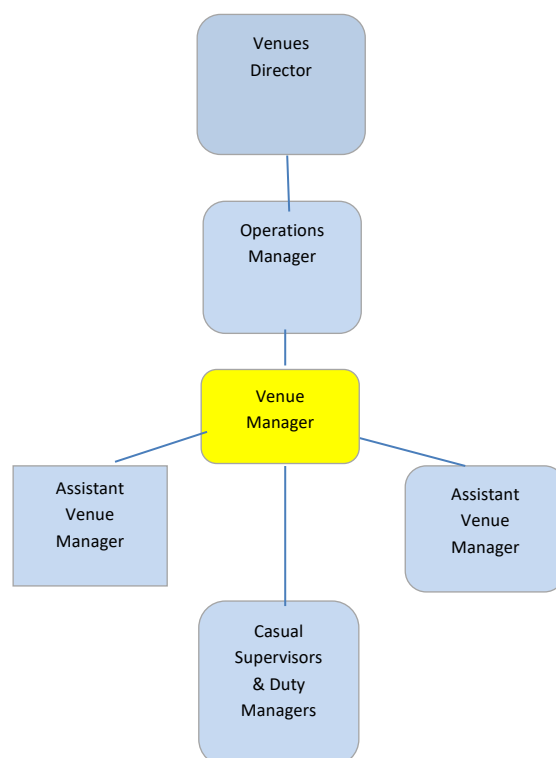 Venues
Director
Operations
Manager
Venue
Manager
Assistant
Venue
Manager
Assistant
Venue
Manager
Casual
Supervisors
& Duty
Managers